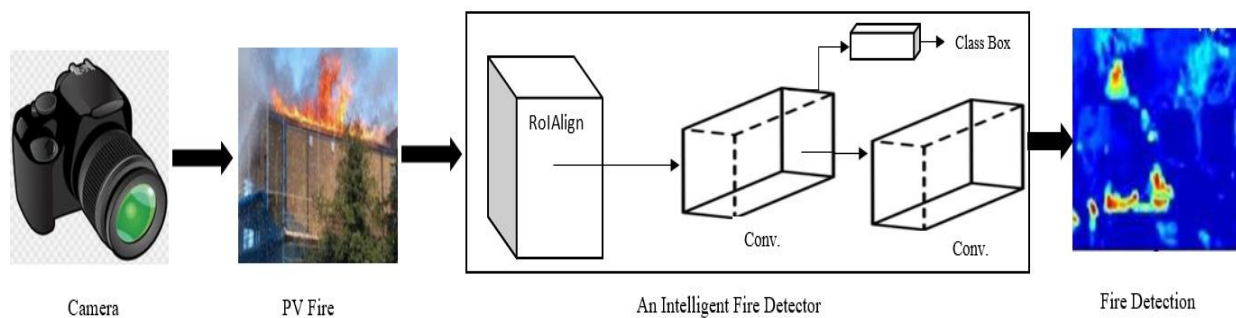 Class Box
RoIAlign
Conv.
Conv.
Camera
PV Fire
An Intelligent Fire Detector
Fire Detection